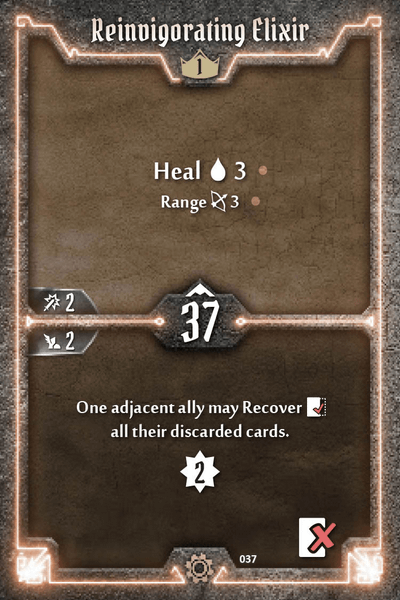 Reinvigorating Elixir
1
Heal 3
Range 3
2
37
2
One adjacent ally may Recover
all their discarded cards.
2
037